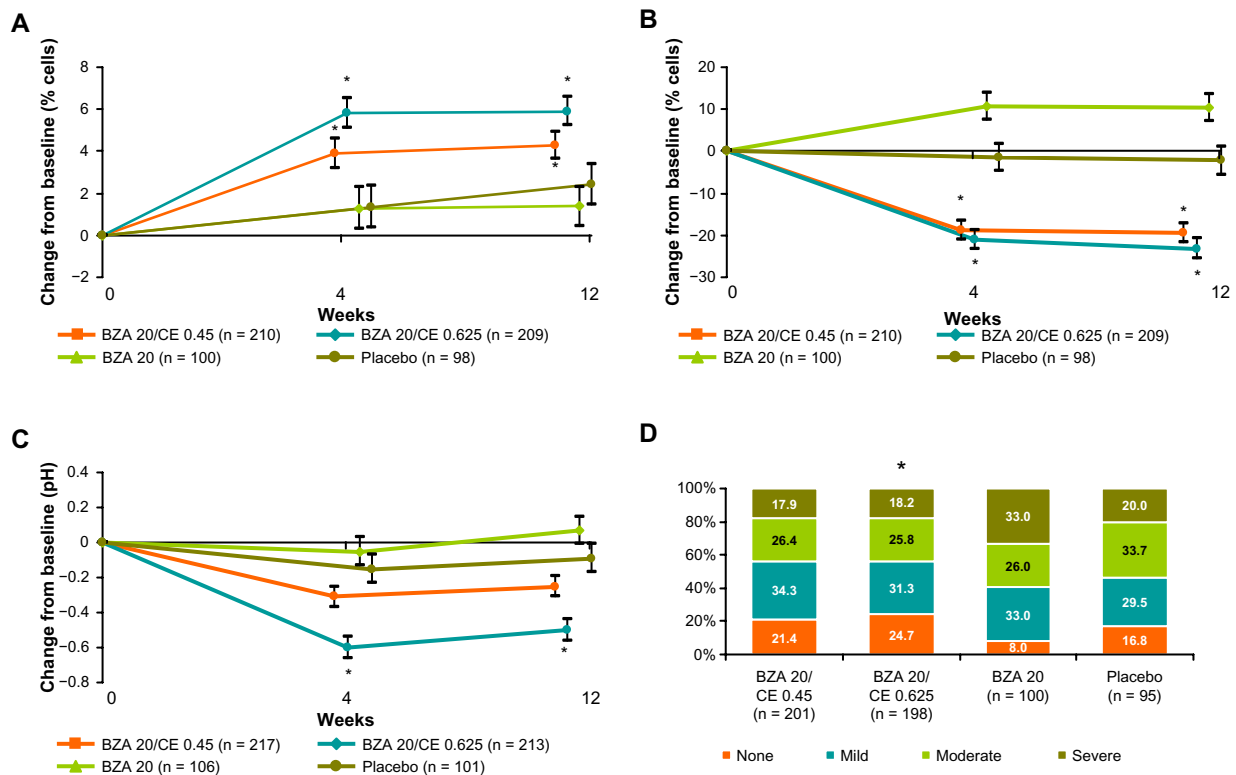 A
Change from baseline (% cells)
8
6
4
2
0
−2
*
*
*
*
0
4
12
Weeks
BZA 20/CE 0.45 (n = 210)
BZA 20/CE 0.625 (n = 209)
BZA 20 (n = 100)
Placebo (n = 98)
B
Change from baseline (% cells)
20
10
0
−10
−20
−30
*
*
*
*
0
4
12
Weeks
BZA 20/CE 0.45 (n = 210)
BZA 20/CE 0.625 (n = 209)
BZA 20 (n = 100)
Placebo (n = 98)
C
Change from baseline (pH)
0.4
0.2
0
−0.2
−0.4
−0.6
−0.8
*
*
0
4
12
Weeks
BZA 20/CE 0.45 (n = 217)
BZA 20/CE 0.625 (n = 213)
BZA 20 (n = 106)
Placebo (n = 101)
D
*
100%
80%
60%
40%
20%
0%
17.9
26.4
34.3
21.4
18.2
25.8
31.3
24.7
33.0
26.0
33.0
8.0
20.0
33.7
29.5
16.8
BZA 20/
CE 0.45
(n = 201)
BZA 20/
CE 0.625
(n = 198)
BZA 20
(n = 100)
Placebo
(n = 95)
None
Mild
Moderate
Severe